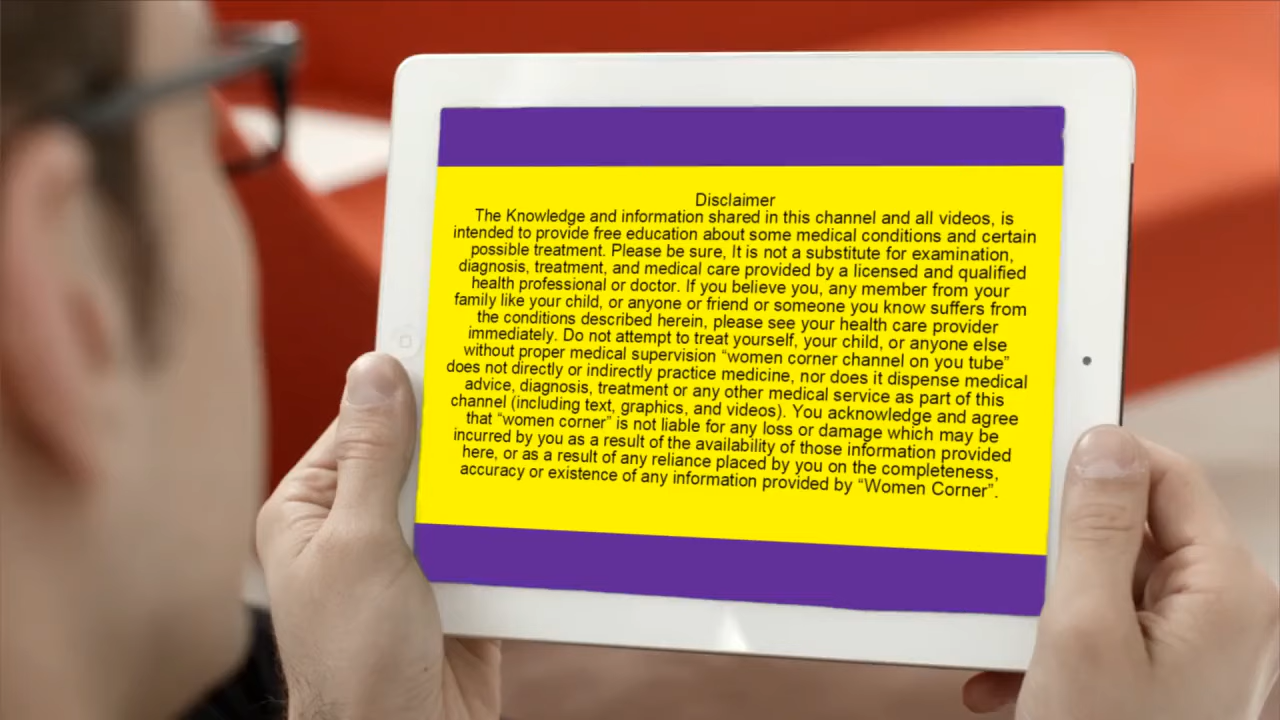 Disclaimer
The Knowledge and information shared in this channel and all videos, is
intended to provide free education about some medical conditions and certain
possible treatment. Please be sure, It is not a substitute for examination,
diagnosis, treatment, and medical care provided by a licensed and qualified
health professional or doctor. If you believe you, any member from your
family like your child, or anyone or friend or someone you know suffers from
the conditions described herein, please see your health care provider
immediately. Do not attempt to treat yourself, your child, or anyone else
without proper medical supervision “women corner channel on you tube”
does not directly or indirectly practice medicine, nor does it dispense medical
advice, diagnosis, treatment or any other medical service as part of this
channel (including text, graphics, and videos). You acknowledge and agree
that “women corner” is not liable for any loss or damage which may be
incurred by you as a result of the availability of those information provided
here, or as a result of any reliance placed by you on the completeness,
accuracy or existence of any information provided by “Women Corner”.